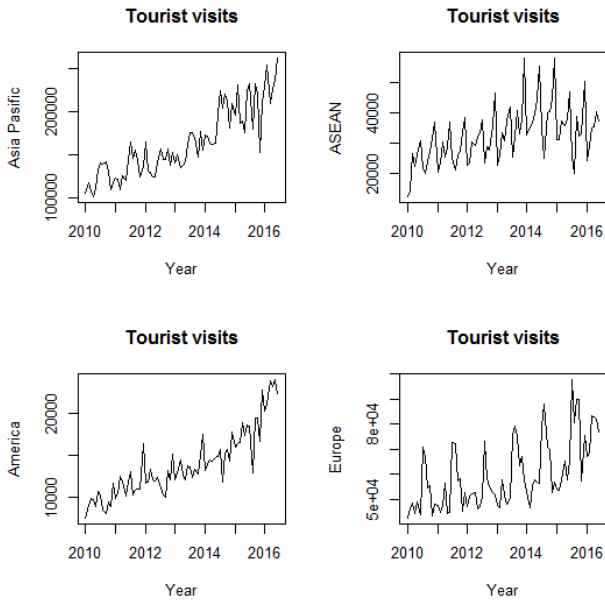 Tourist visits
Asia Pasific
200000
100000
2010 2012 2014 2016
Year
Tourist visits
ASEAN
40000
20000
2010 2012 2014 2016
Year
Tourist visits
America
20000
10000
2010 2012 2014 2016
Year
Tourist visits
Europe
8e+04
5e+04
2010 2012 2014 2016
Year